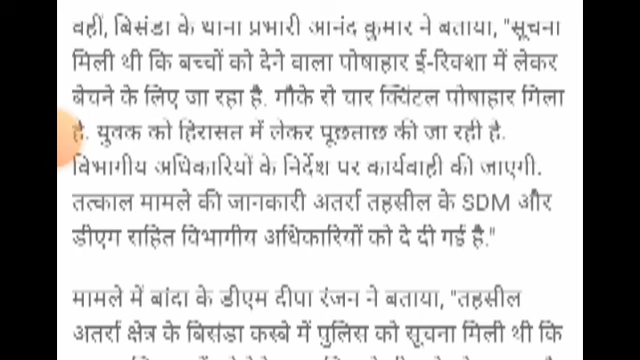 वहीं, बिसंडा के थाना प्रभारी आनंद कुमार ने बताया, "सूचना
मिली थी कि बच्चों को देने वाला पोषाहार ई-रिक्शा में लेकर
बेचने के लिए जा रहा है. मौके से चार क्विंटल पोषाहार मिला
है. युवक को हिरासत में लेकर पूछताछ की जा रही है.
विभागीय अधिकारियों के निर्देश पर कार्यवाही की जाएगी.
तत्काल मामले की जानकारी अतर्रा तहसील के SDM और
डीएम सहित विभागीय अधिकारियों को दे दी गई है."
मामले में बांदा के डीएम दीपा रंजन ने बताया, "तहसील
अतर्रा क्षेत्र के बिसंडा कस्बे में पुलिस को सूचना मिली थी कि